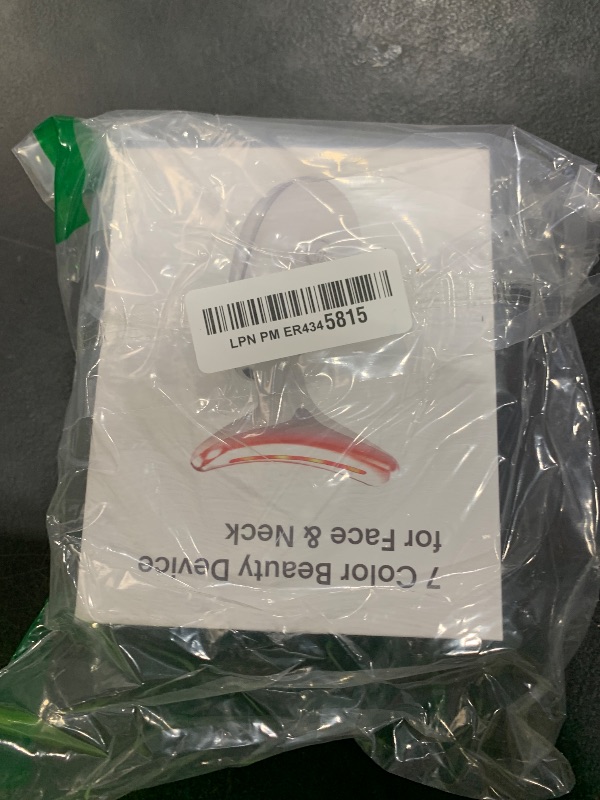 LPN PM ER4345815
7 Color Beauty Device
for Face & Neck